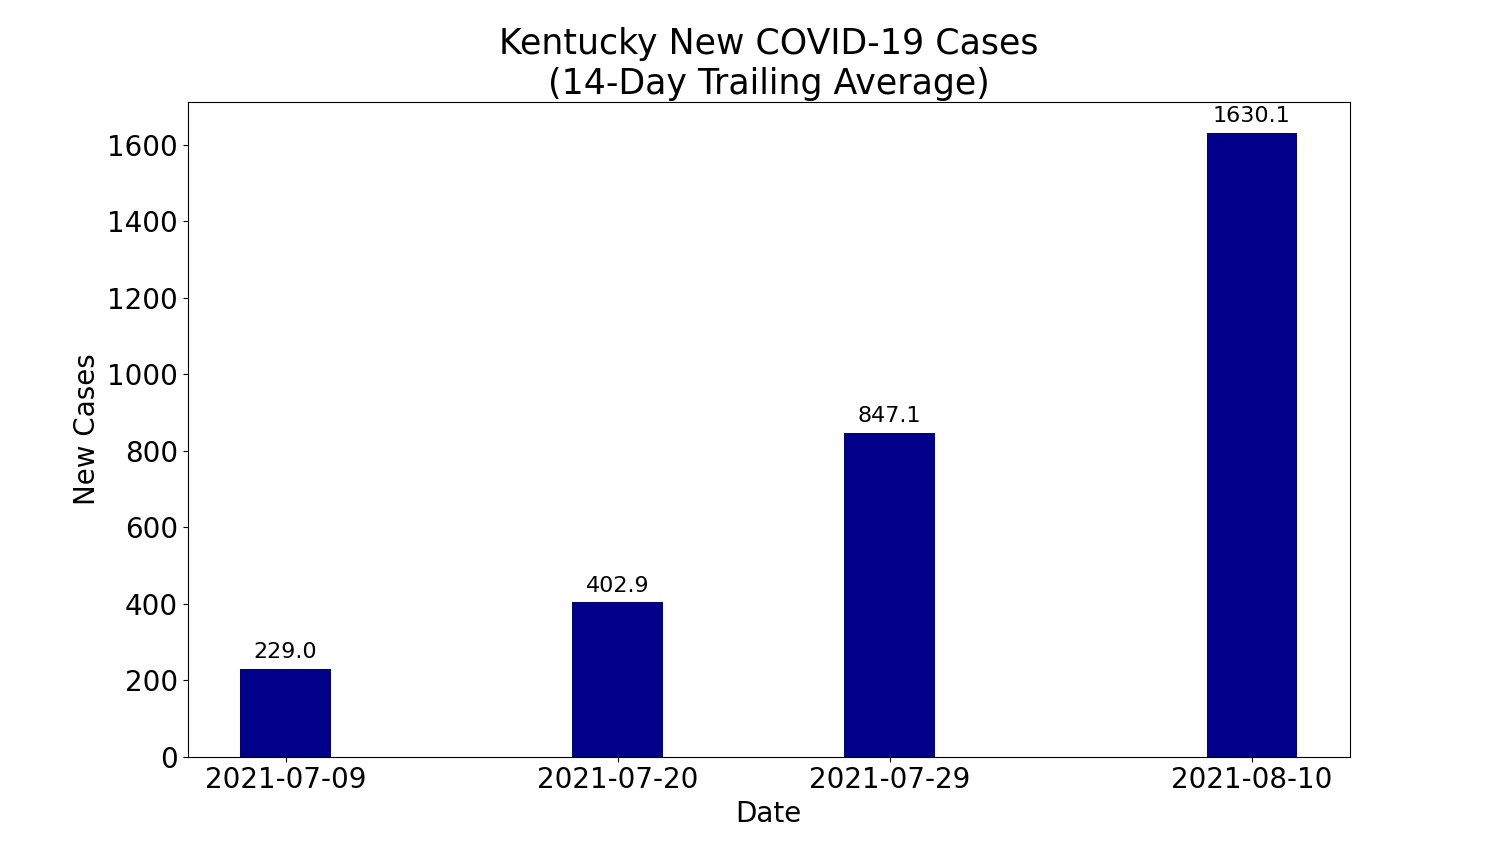 Kentucky New COVID-19 Cases
(14-Day Trailing Average)
1630.1
1600
1400
1200
1000
847.1
800
600
402.9
400
229.0
200
0
New Cases
2021-07-09 2021-07-20 2021-07-29 2021-08-10
Date